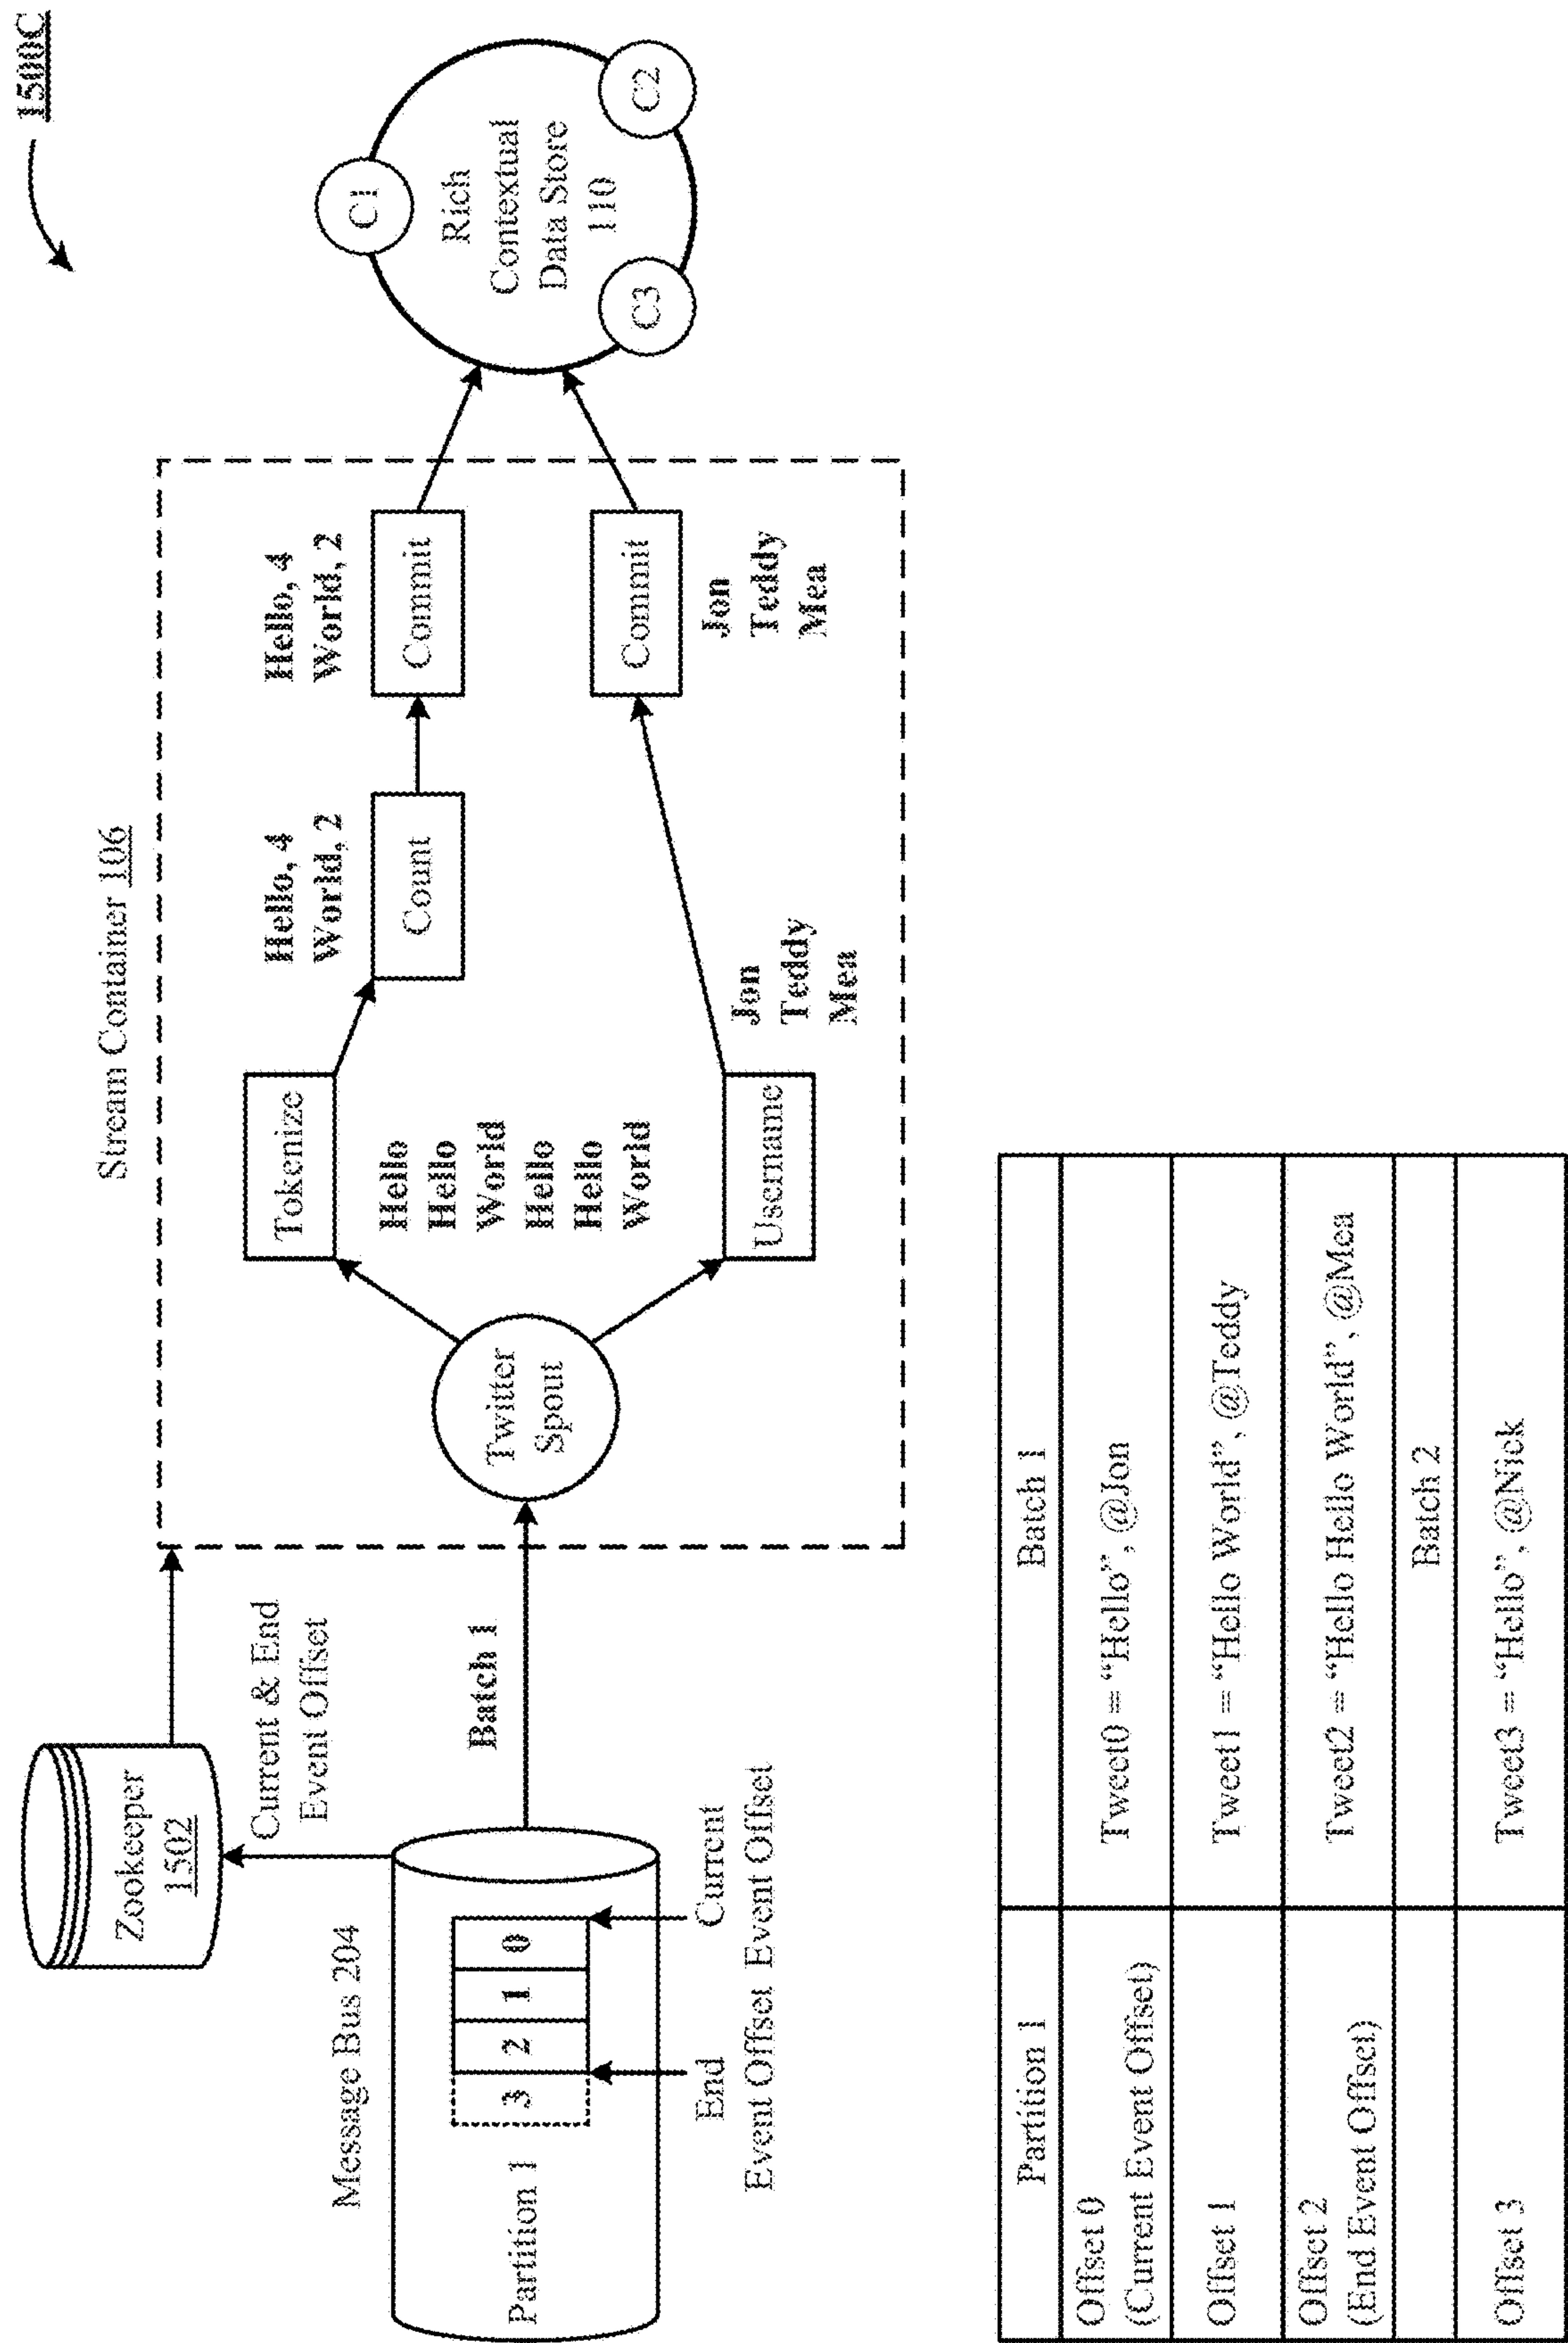 1500C
Stream Container 106
Zookeeper
1502
Current & End
Event Offset
Message Bus 204
Partition 1
3
2
1
0
End
Event Offset
Current
Event Offset
Batch 1
Twitter
Spout
Tokenize
Hello
Hello
World
Hello
Hello
World
Username
Hello, 4
World, 2
Count
Jon
Teddy
Mea
Hello, 4
World, 2
Commit
Commit
Jon
Teddy
Mea
C1
C2
C3
Rich
Contextual
Data Store
110
Partition 1
Batch 1
Offset 0
(Current Event Offset)
Tweet0 = “Hello”, @Jon
Offset 1
Tweet1 = “Hello World”, @Teddy
Offset 2
(End Event Offset)
Tweet2 = “Hello Hello World”, @Mea
Batch 2
Offset 3
Tweet3 = “Hello”, @Nick